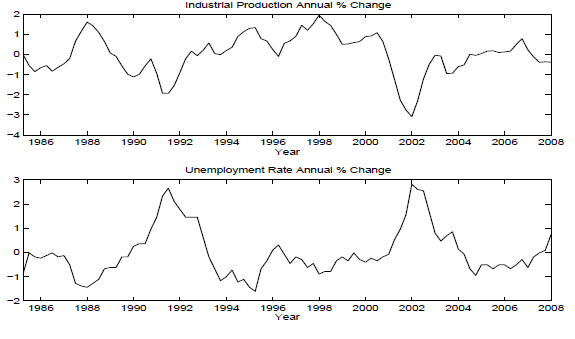 Industrial Production Annual % Change
2
1
0
−1
−2
−3
−4
1986 1988 1990 1992 1994 1996 1998 2000 2002 2004 2006 2008
Year
Unemployment Rate Annual % Change
3
2
1
0
−1
−2
1986 1988 1990 1992 1994 1996 1998 2000 2002 2004 2006 2008
Year